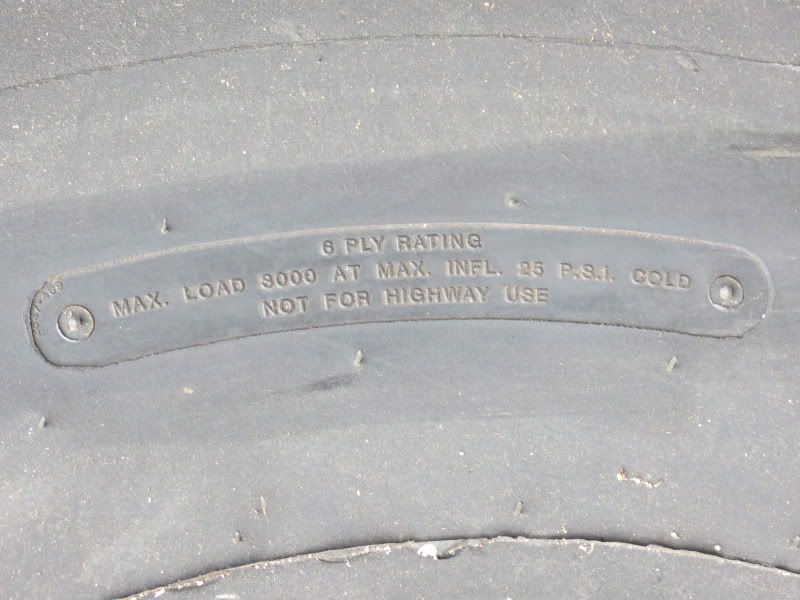 6 PLY RATING
MAX. LOAD 3000 AT MAX. INFL. 25 P.S.I. COLD
NOT FOR HIGHWAY USE